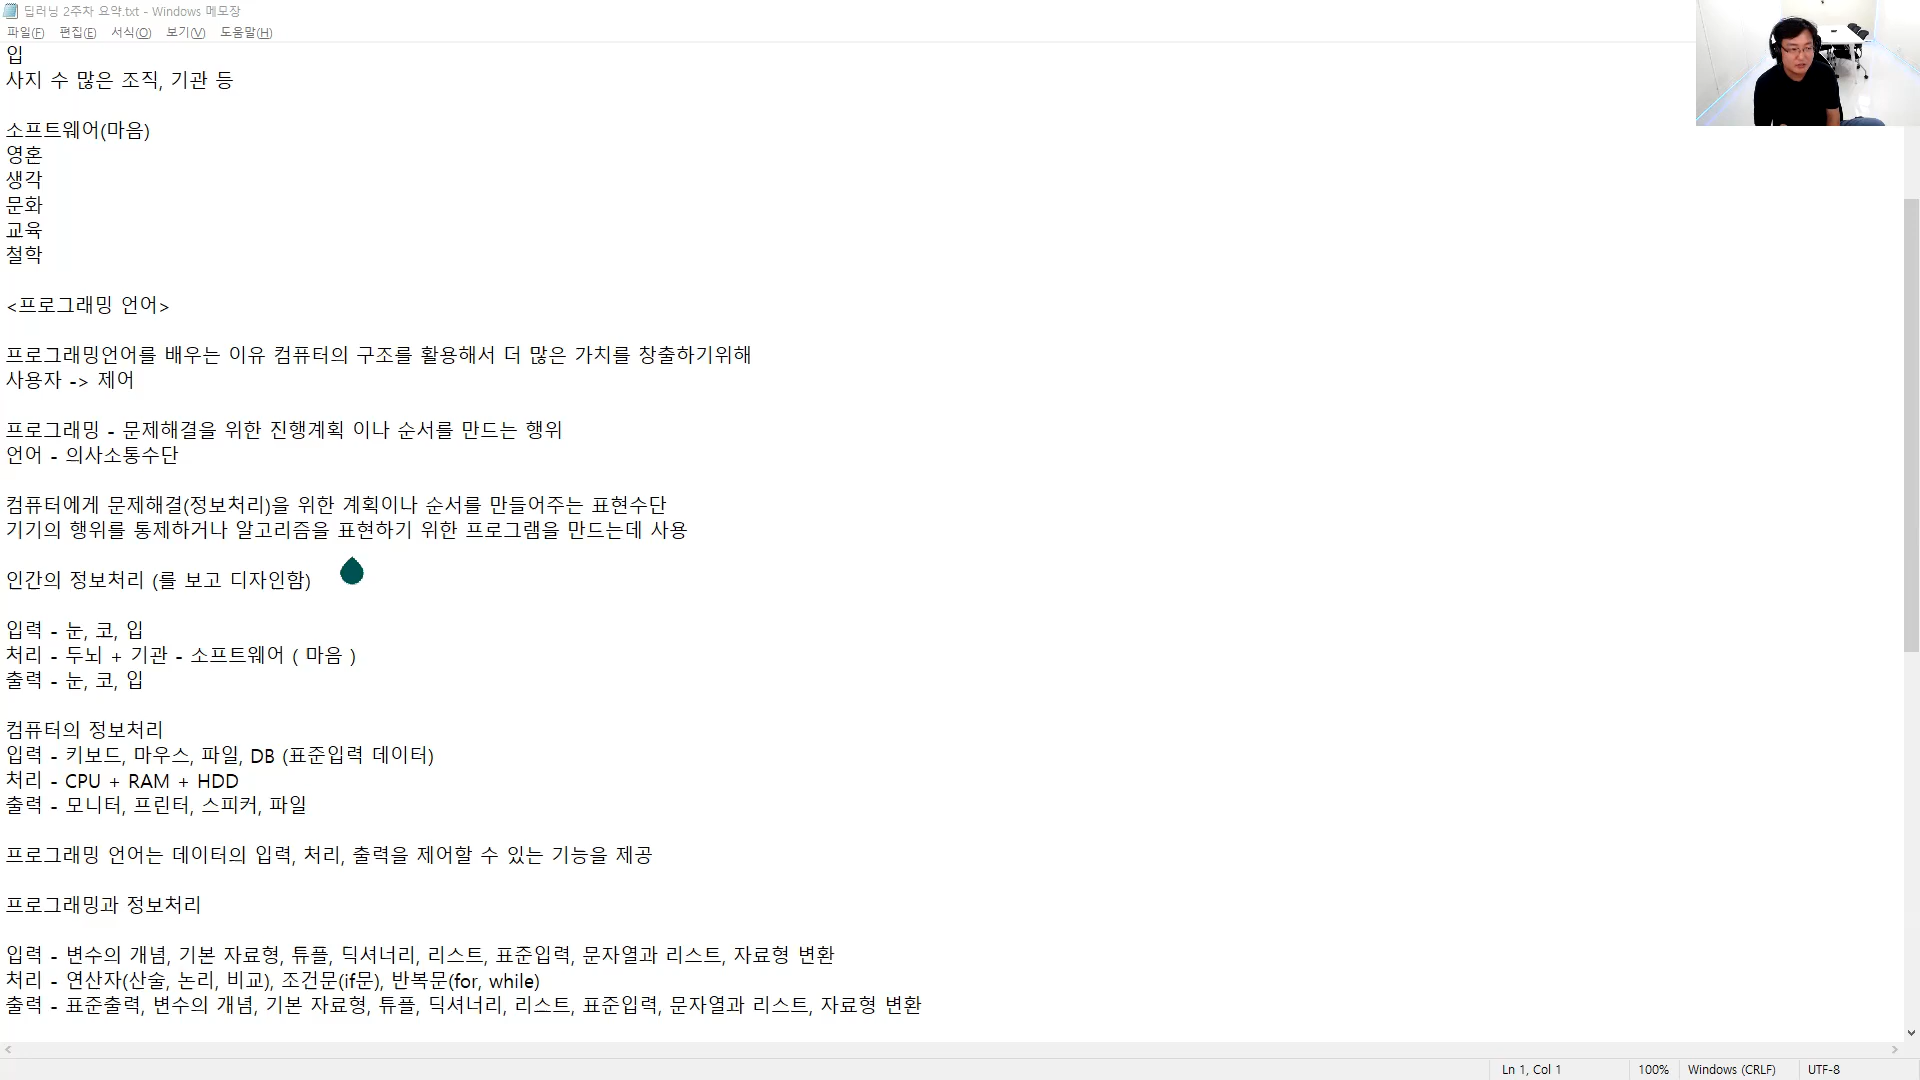 딥러닝 2주차 요약.txt - Windows 메모장
파일(F) 편집(E) 서식(O) 보기(V) 도움말(H)
입
사지 수 많은 조직, 기관 등
소프트웨어(마음)
영혼
생각
문화
교육
철학
<프로그래밍 언어>
프로그래밍언어를 배우는 이유 컴퓨터의 구조를 활용해서 더 많은 가치를 창출하기위해
사용자 -> 제어
프로그래밍 - 문제해결을 위한 진행계획 이나 순서를 만드는 행위
언어 - 의사소통수단
컴퓨터에게 문제해결(정보처리)을 위한 계획이나 순서를 만들어주는 표현수단
기기의 행위를 통제하거나 알고리즘을 표현하기 위한 프로그램을 만드는데 사용
인간의 정보처리 (를 보고 디자인함)
입력 - 눈, 코, 입
처리 - 두뇌 + 기관 - 소프트웨어 ( 마음 )
출력 - 눈, 코, 입
컴퓨터의 정보처리
입력 - 키보드, 마우스, 파일, DB (표준입력 데이터)
처리 - CPU + RAM + HDD
출력 - 모니터, 프린터, 스피커, 파일
프로그래밍 언어는 데이터의 입력, 처리, 출력을 제어할 수 있는 기능을 제공
프로그래밍과 정보처리
입력 - 변수의 개념, 기본 자료형, 튜플, 딕셔너리, 리스트, 표준입력, 문자열과 리스트, 자료형 변환
처리 - 연산자(산술, 논리, 비교), 조건문(if문), 반복문(for, while)
출력 - 표준출력, 변수의 개념, 기본 자료형, 튜플, 딕셔너리, 리스트, 표준입력, 문자열과 리스트, 자료형 변환
Ln 1, Col 1 100% Windows (CRLF) UTF-8